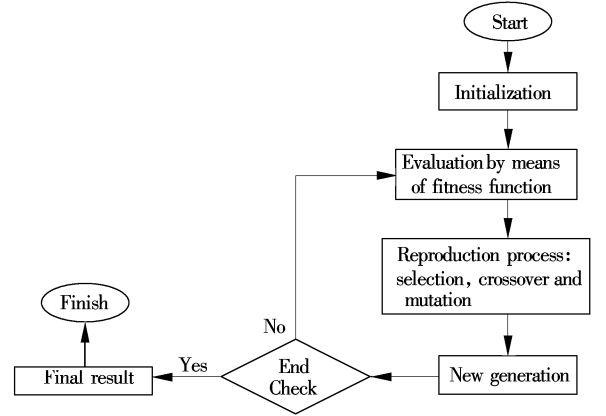 Start
Initialization
Evaluation by means
of fitness function
Reproduction process:
selection, crossover and
mutation
New generation
End
Check
No
Yes
Final result
Finish